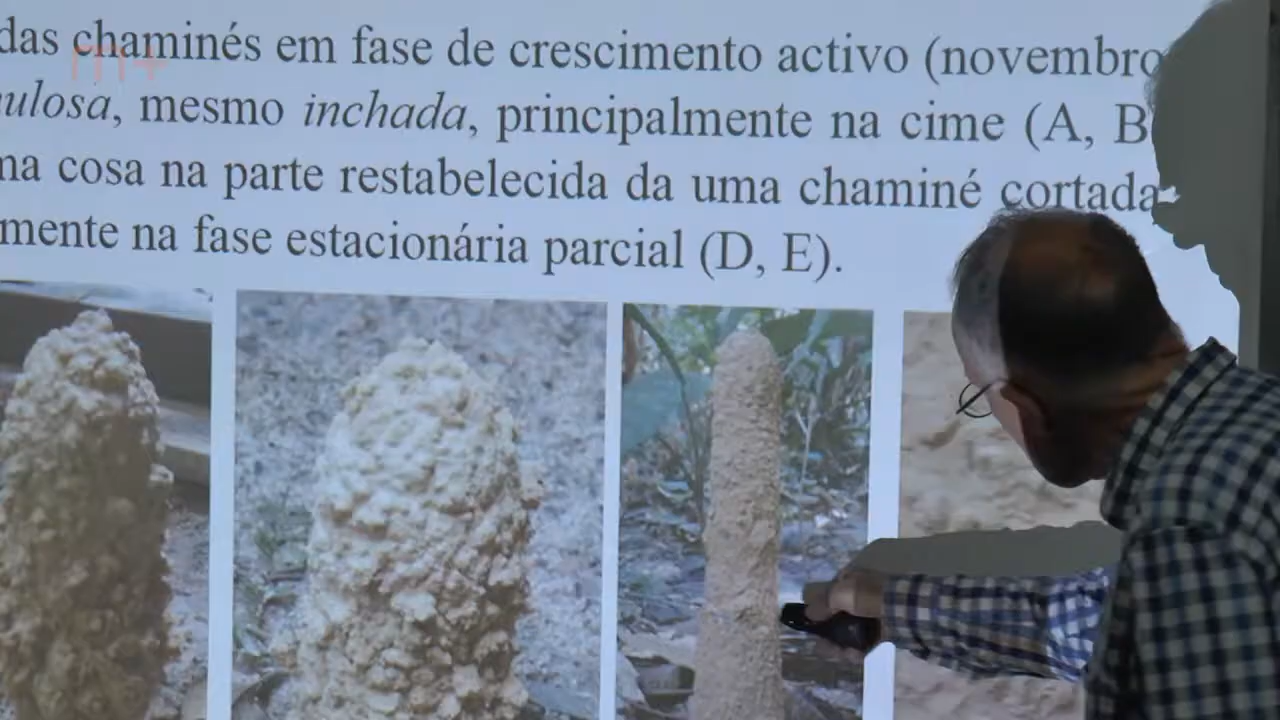 das chaminés em fase de crescimento activo (novembro
ulosa, mesmo inchada, principalmente na cime (A, B
ma cosa na parte restabelecida da uma chaminé cortada
mente na fase estacionária parcial (D, E).
m+